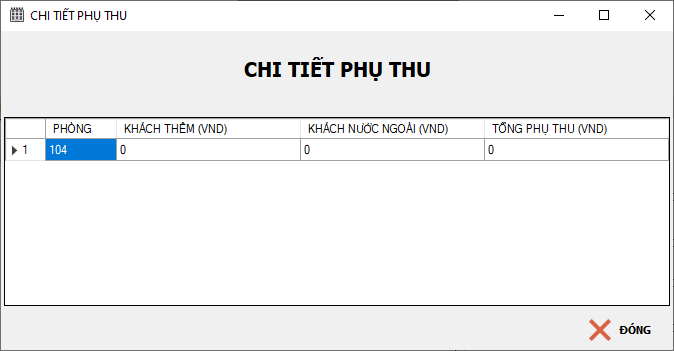 CHI TIẾT PHỤ THU
CHI TIẾT PHỤ THU
PHÒNG KHÁCH THÊM (VND) KHÁCH NƯỚC NGOÀI (VND) TỔNG PHỤ THU (VND)
1 104 0 0 0
ĐÓNG